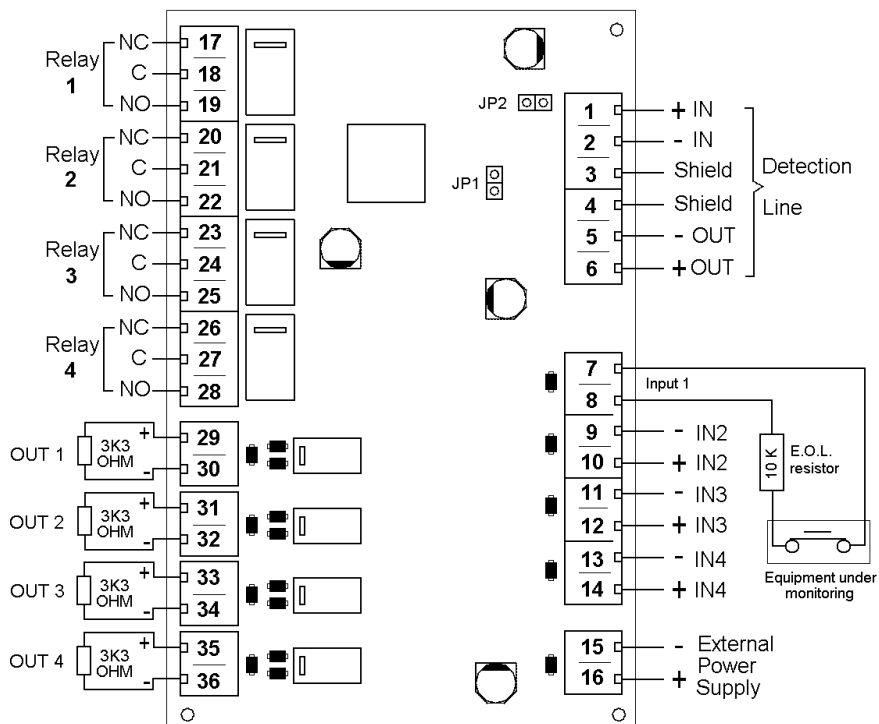 Relay
1
NC
C
NO
17
18
19
Relay
2
NC
C
NO
20
21
22
Relay
3
NC
C
NO
23
24
25
Relay
4
NC
C
NO
26
27
28
OUT 1
3K3
OHM
+
-
29
30
OUT 2
3K3
OHM
+
-
31
32
OUT 3
3K3
OHM
+
-
33
34
OUT 4
3K3
OHM
+
-
35
36
JP2
JP1
1
2
3
4
5
6
+ IN
- IN
Shield
Shield
- OUT
+ OUT
Detection
Line
7
8
Input 1
9
10
- IN2
+ IN2
11
12
- IN3
+ IN3
13
14
- IN4
+ IN4
10 K
E.O.L.
resistor
Equipment under
monitoring
15
16
- External
Power
+ Supply